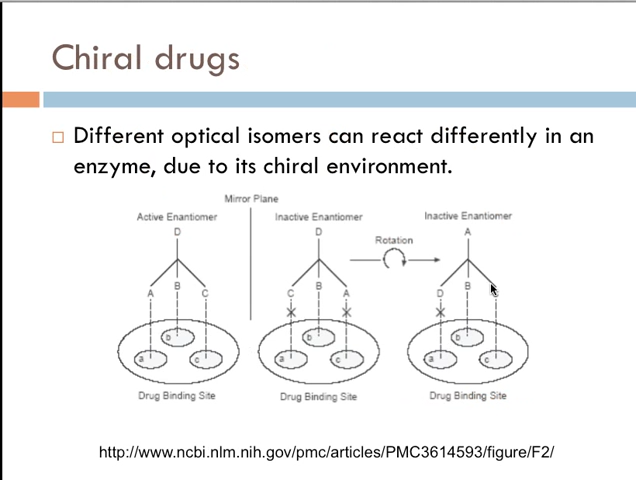 Chiral drugs
Different optical isomers can react differently in an
enzyme, due to its chiral environment.
Mirror Plane
Active Enantiomer
Inactive Enantiomer
Inactive Enantiomer
D
D
A
Rotation
A B C
C B A
D B
b
a c
b
a c
b
a c
Drug Binding Site
Drug Binding Site
Drug Binding Site
http://www.ncbi.nlm.nih.gov/pmc/articles/PMC3614593/figure/F2/